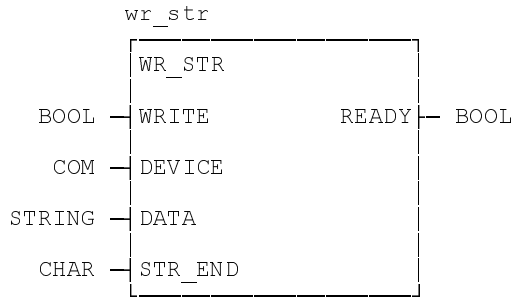 wr_str
WR_STR
BOOL WRITE READY BOOL
COM DEVICE
STRING DATA
CHAR STR_END